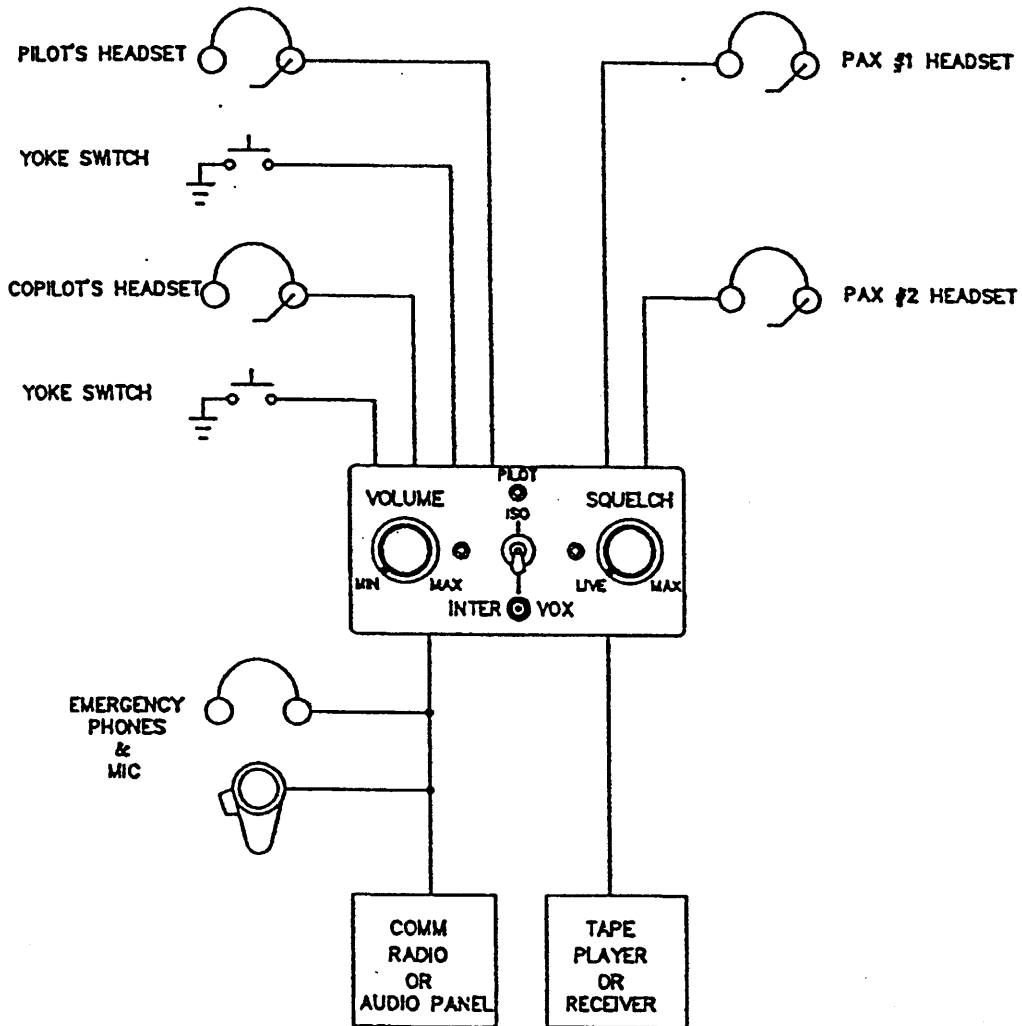 PILOT'S HEADSET
PAX #1 HEADSET
YOKE SWITCH
COPILOT'S HEADSET
PAX #2 HEADSET
YOKE SWITCH
PILOT
VOLUME
ISO
SQUELCH
MIN
MAX
LIVE
MAX
INTER
VOX
EMERGENCY
PHONES
&
MIC
COMM
RADIO
OR
AUDIO PANEL
TAPE
PLAYER
OR
RECEIVER